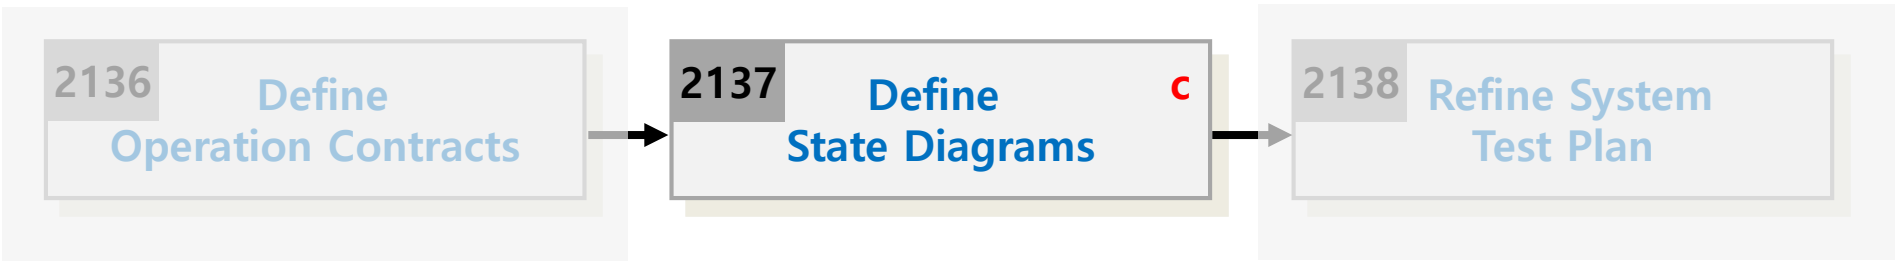 2136
Define
Operation Contracts
2137
Define
c
State Diagrams
2138
Refine System
Test Plan